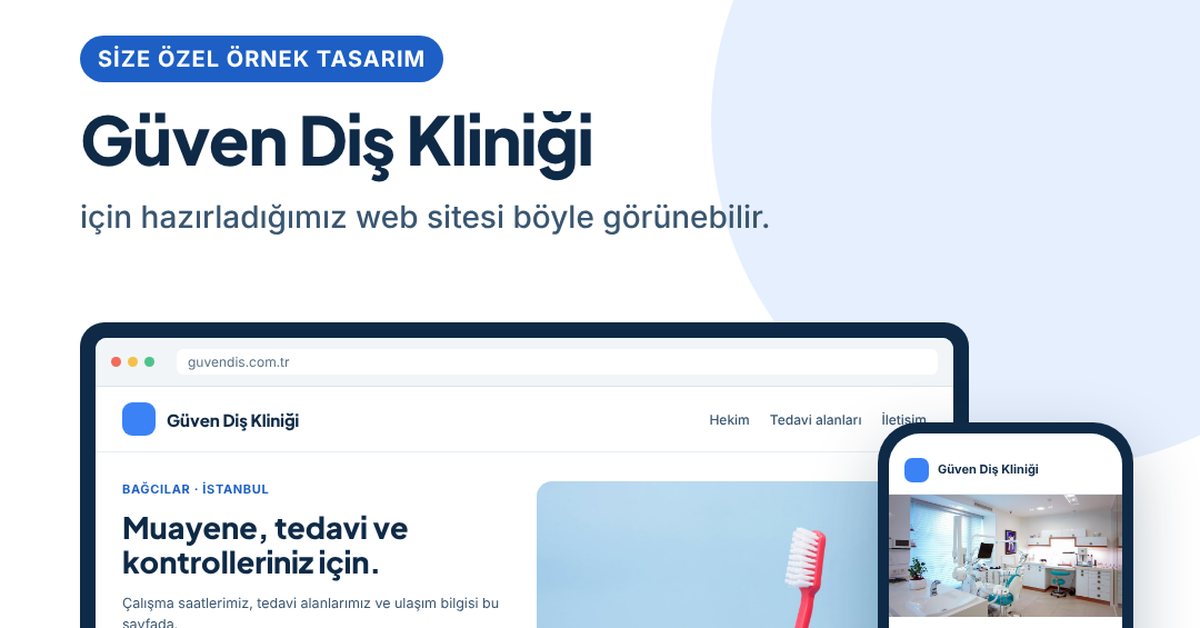 SİZE ÖZEL ÖRNEK TASARIM
Güven Diş Kliniği
için hazırladığımız web sitesi böyle görünebilir.
guvendis.com.tr
Güven Diş Kliniği
Hekim Tedavi alanları İletişim
Güven Diş Kliniği
BAĞCILAR · İSTANBUL
Muayene, tedavi ve
kontrolleriniz için.
Çalışma saatlerimiz, tedavi alanlarımız ve ulaşım bilgisi bu
sayfada.